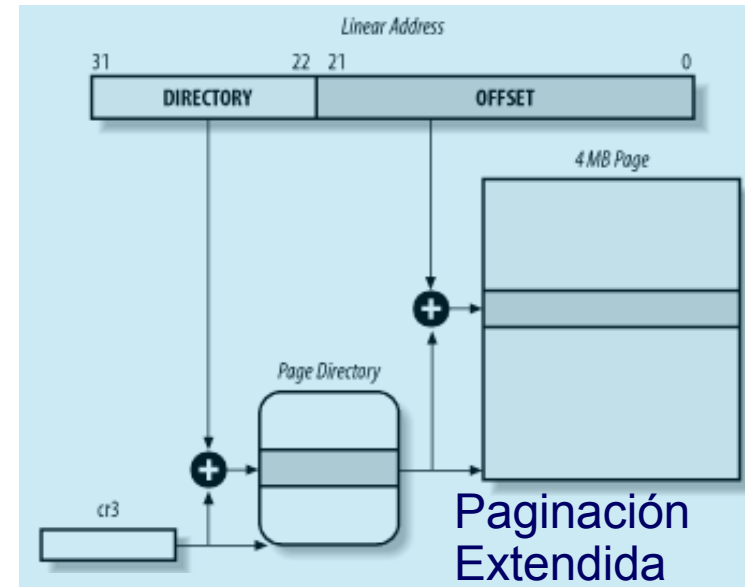 Linear Address
31 22 21 0
DIRECTORY OFFSET
4 MB Page
+
Page Directory
+
cr3
Paginación
Extendida